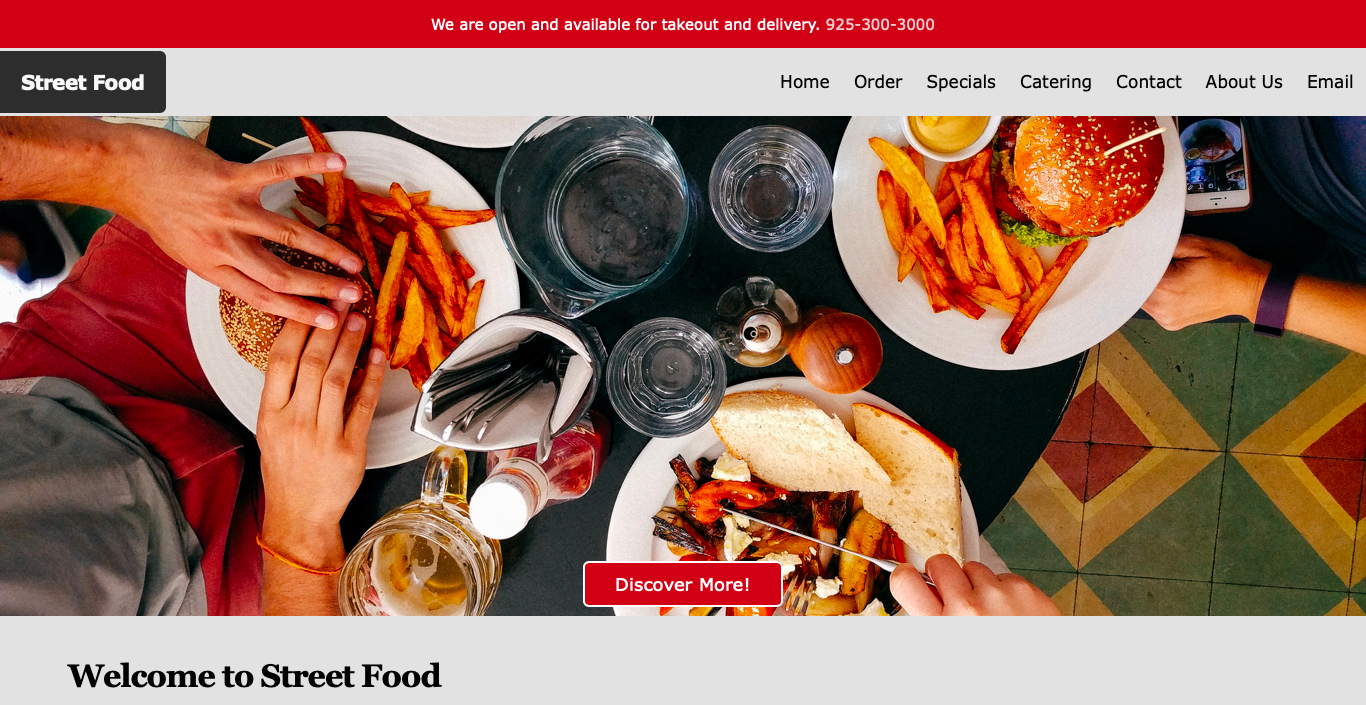 We are open and available for takeout and delivery. 925-300-3000
Street Food
Home Order Specials Catering Contact About Us Email
Discover More!
Welcome to Street Food